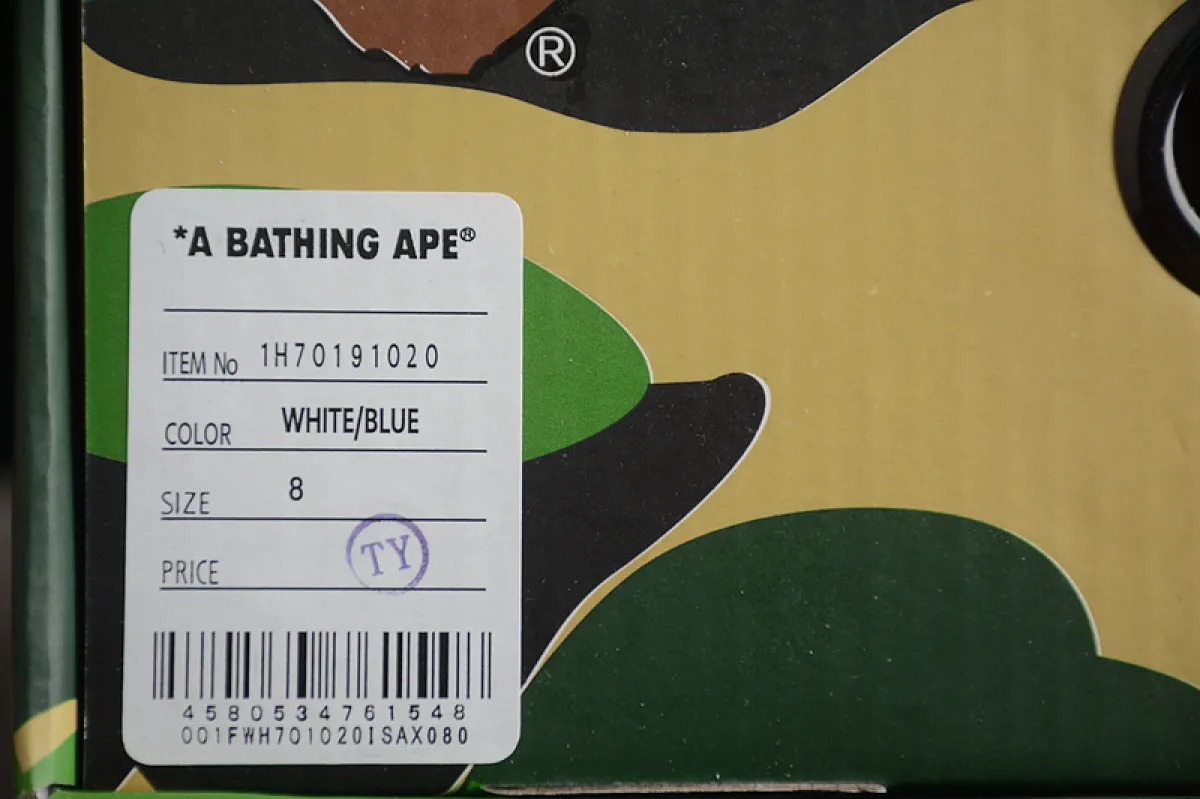 ®
*A BATHING APE®
ITEM No 1H70191020
COLOR WHITE/BLUE
SIZE 8
PRICE TY
4580534761548
001FWH701020ISAX080